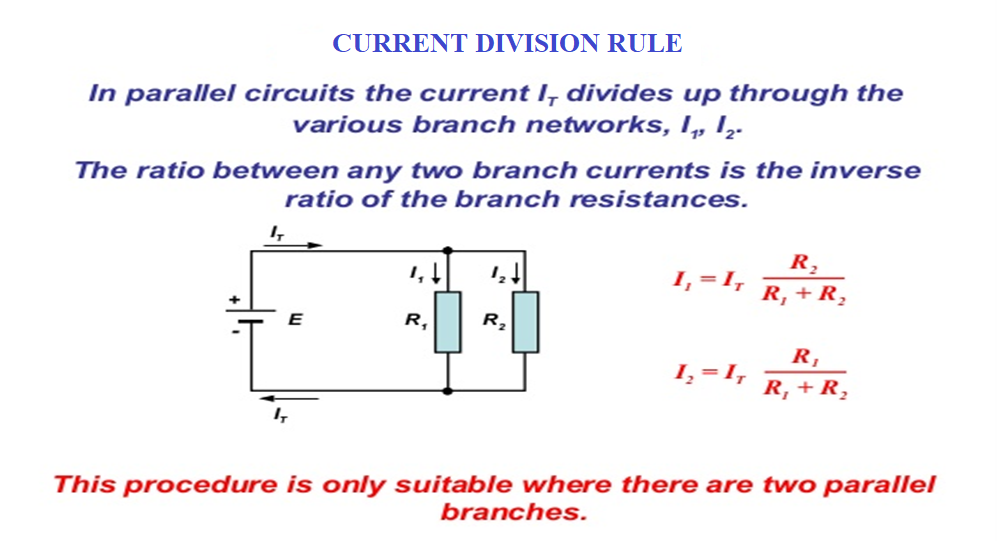 CURRENT DIVISION RULE
In parallel circuits the current I_T divides up through the
various branch networks, I_1, I_2.
The ratio between any two branch currents is the inverse
ratio of the branch resistances.
I_T
I_1 I_2
+
E R_1 R_2
-
I_T
I_1 = I_T R_2 / (R_1 + R_2)
I_2 = I_T R_1 / (R_1 + R_2)
This procedure is only suitable where there are two parallel
branches.